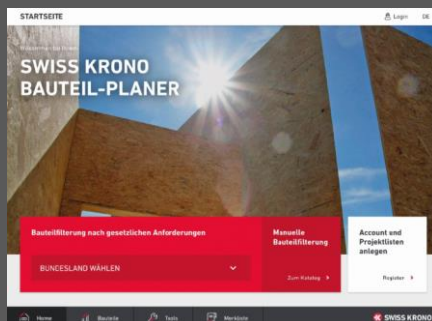 STARTSEITE
Login DE
SWISS KRONO
BAUTEIL-PLANER
Bauteilfilterung nach gesetzlichen Anforderungen
BUNDESLAND WÄHLEN
Manuelle
Bauteilfilterung
Zum Katalog
Account und
Projektlisten
anlegen
Register
Home Bauteile Tools Merkliste SWISS KRONO